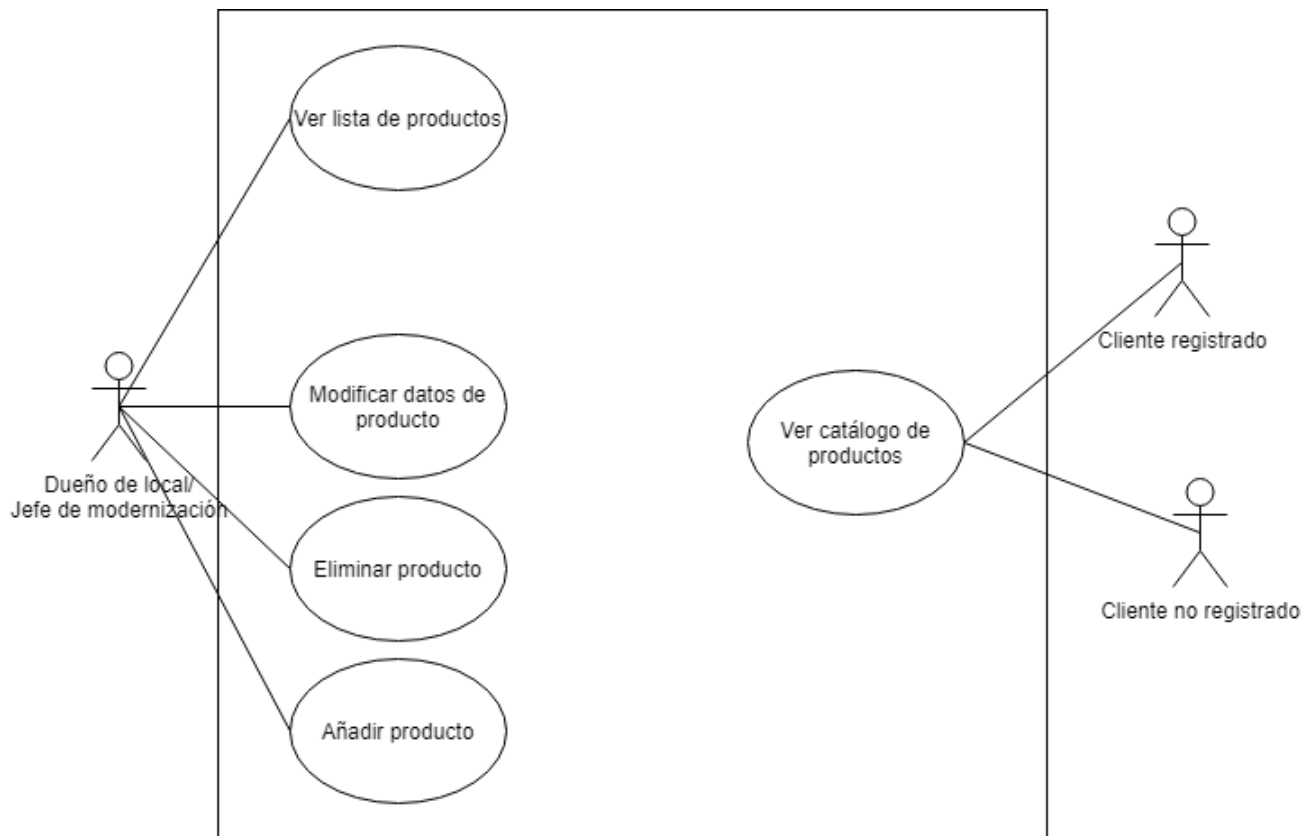 Ver lista de productos
Modificar datos de
producto
Dueño de local/
Jefe de modernización
Eliminar producto
Añadir producto
Ver catálogo de
productos
Cliente registrado
Cliente no registrado